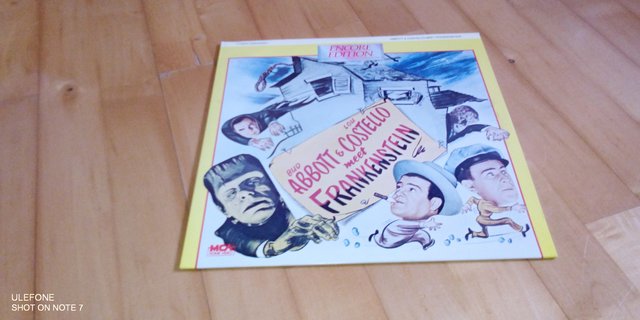 ENCORE
EDITION
BUD
LOU
ABBOTT & COSTELLO
meet
FRANKENSTEIN
MCA
ULEFONE
SHOT ON NOTE 7